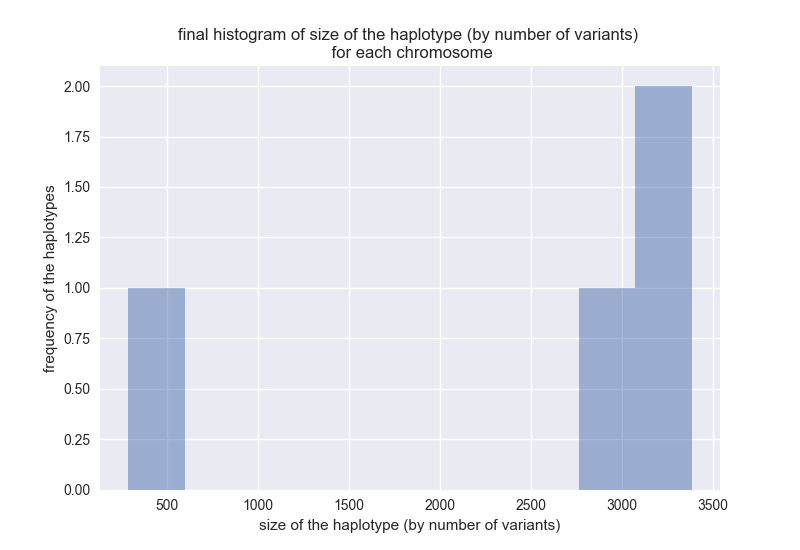 final histogram of size of the haplotype (by number of variants)
for each chromosome
frequency of the haplotypes
2.00
1.75
1.50
1.25
1.00
0.75
0.50
0.25
0.00
500 1000 1500 2000 2500 3000 3500
size of the haplotype (by number of variants)